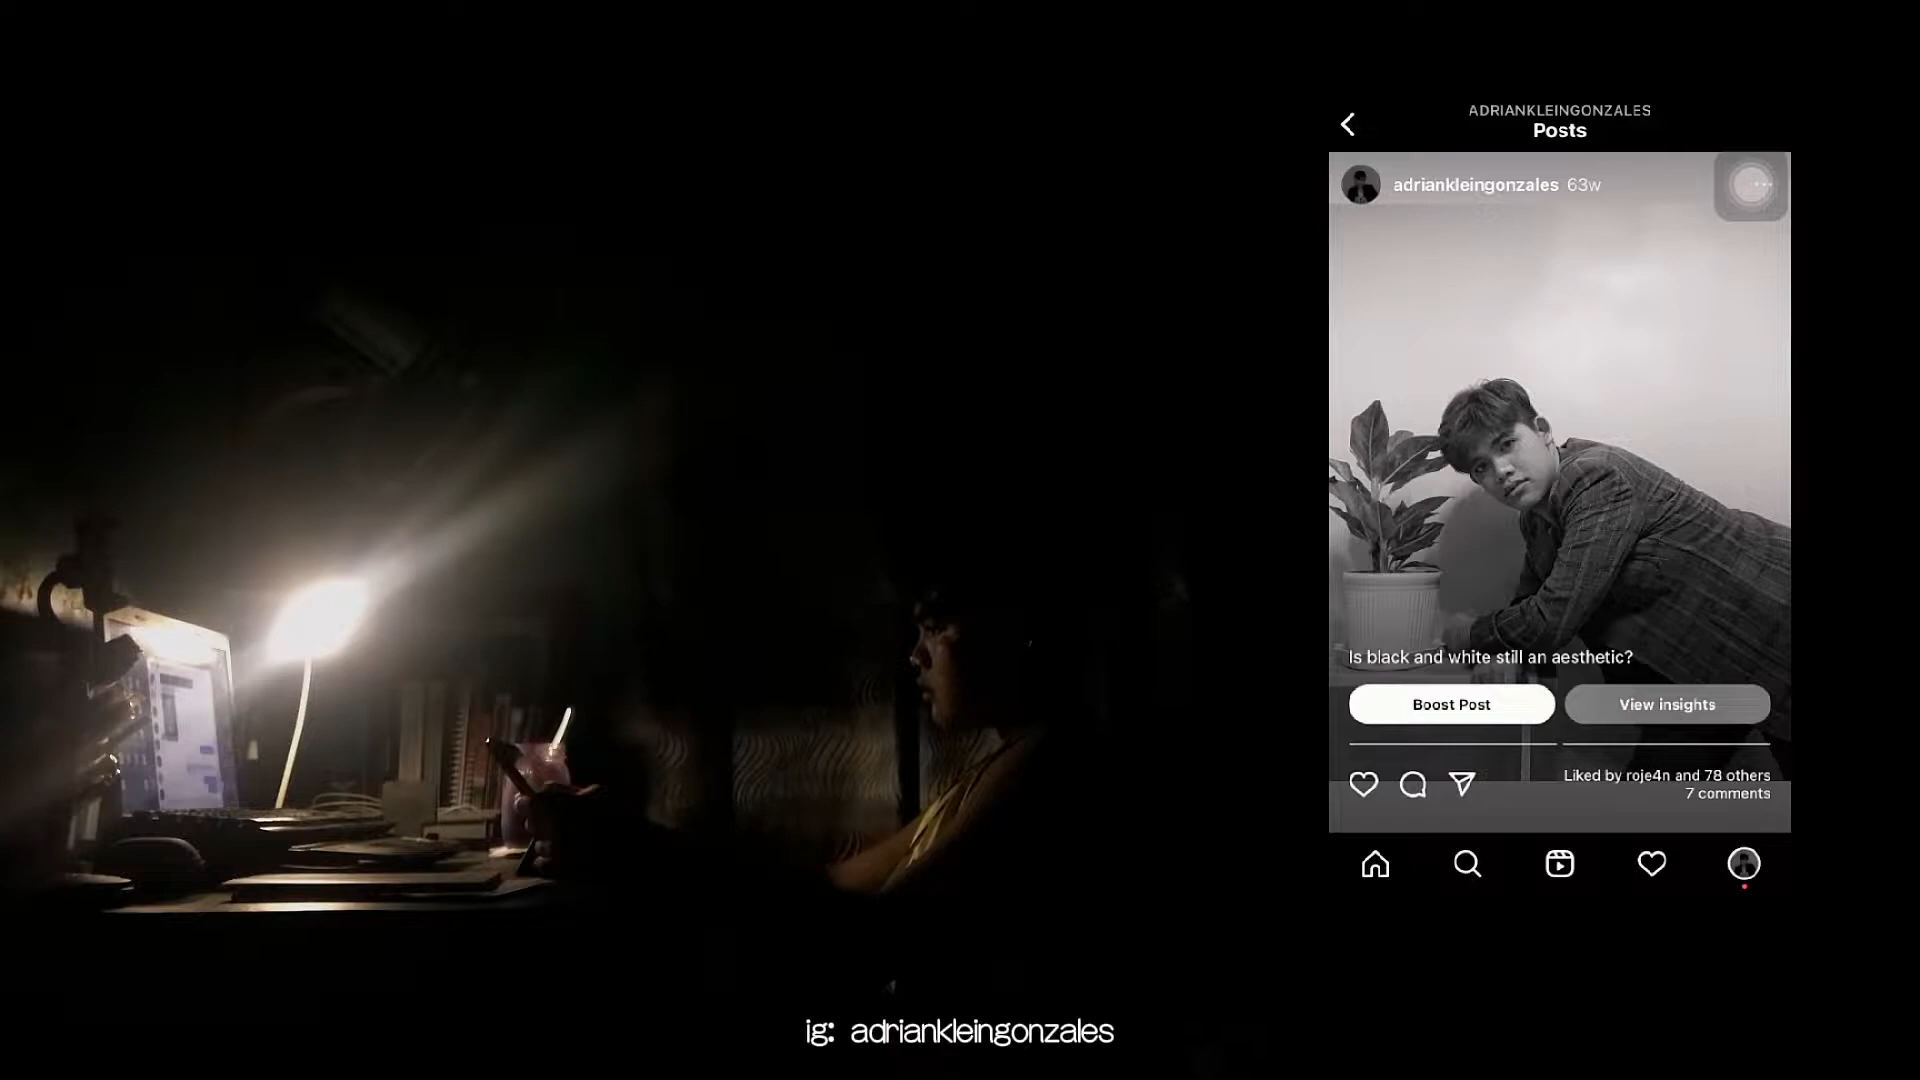 ADRIANKLEINGONZALES
Posts
adriankleingonzales 63w
Is black and white still an aesthetic?
Boost Post
View insights
Liked by roje4n and 78 others
7 comments
ig: adriankleingonzales